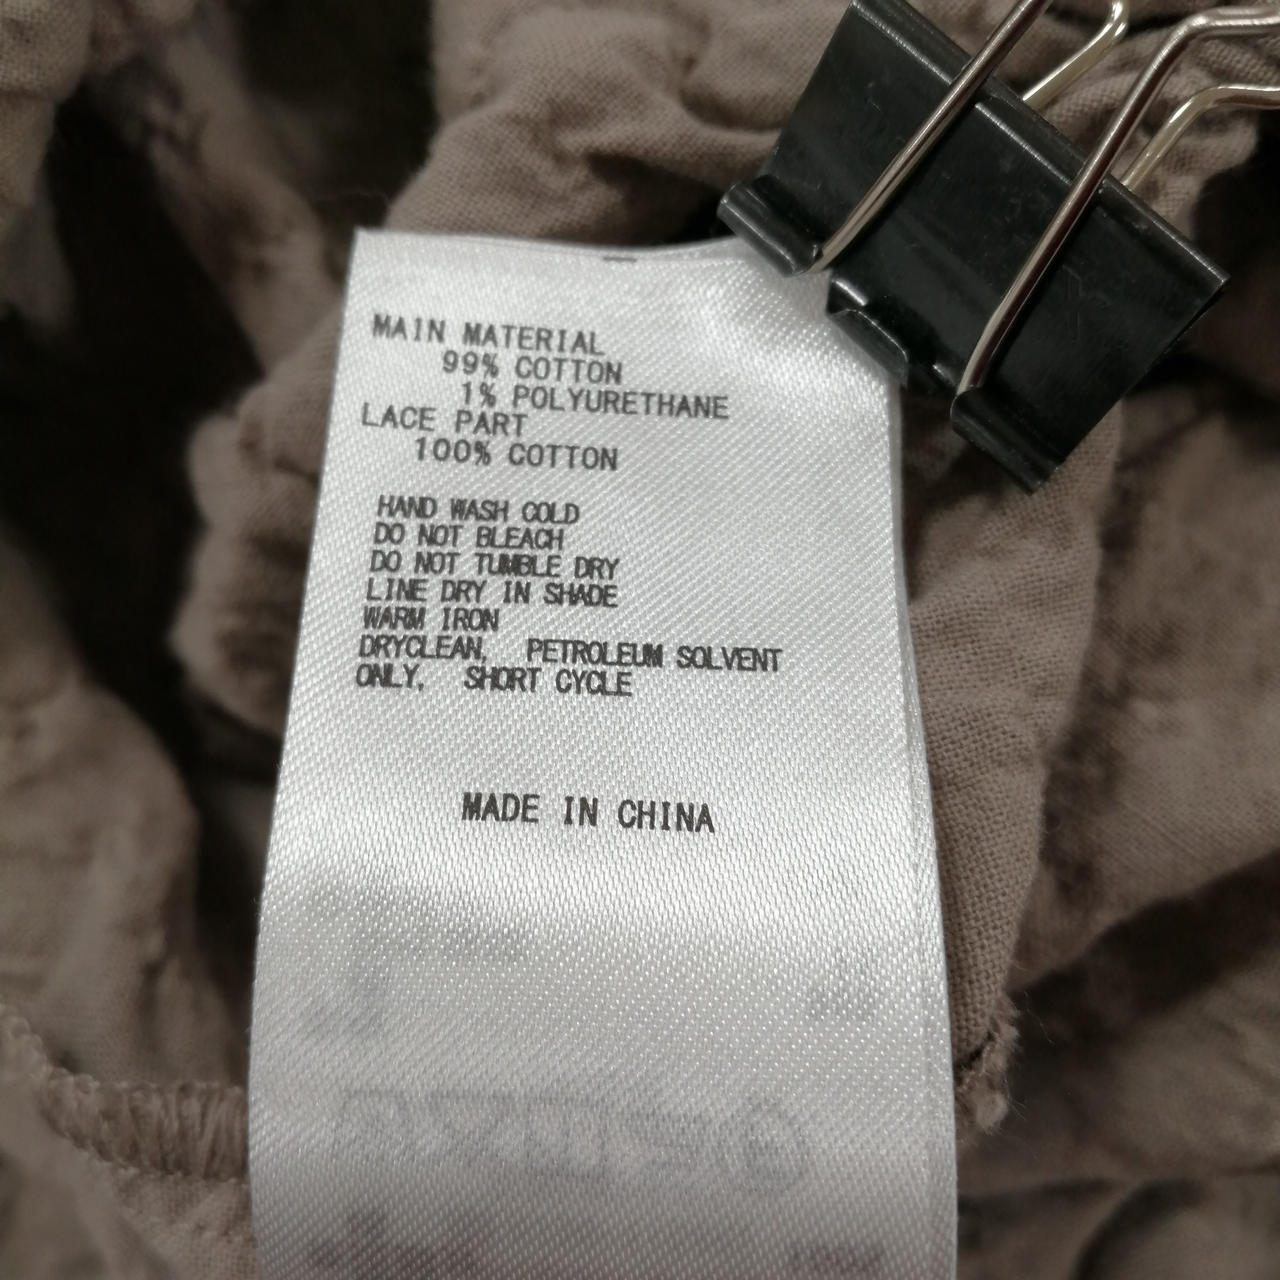 MAIN MATERIAL
99% COTTON
1% POLYURETHANE
LACE PART
100% COTTON
HAND WASH COLD
DO NOT BLEACH
DO NOT TUMBLE DRY
LINE DRY IN SHADE
WARM IRON
DRYCLEAN, PETROLEUM SOLVENT
ONLY, SHORT CYCLE
MADE IN CHINA